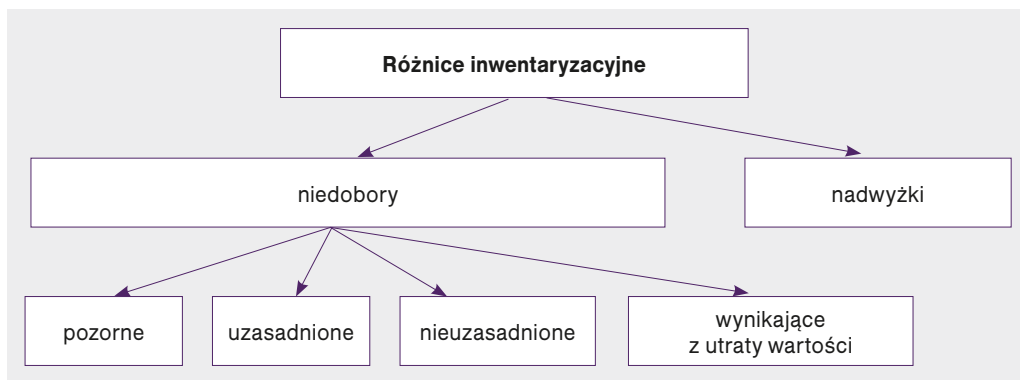 Różnice inwentaryzacyjne
niedobory
nadwyżki
pozorne
uzasadnione
nieuzasadnione
wynikające
z utraty wartości